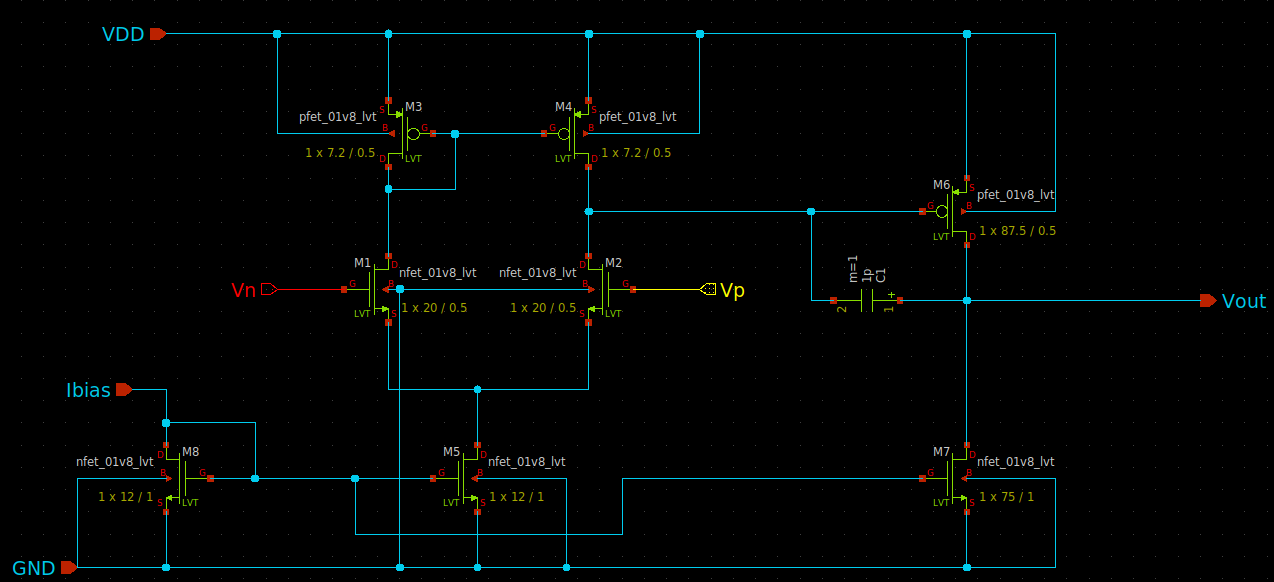 VDD
M3
M4
pfet_01v8_lvt
pfet_01v8_lvt
1 x 7.2 / 0.5
1 x 7.2 / 0.5
S
B
G
D
LVT
S
B
G
D
LVT
M6
pfet_01v8_lvt
1 x 87.5 / 0.5
S
B
G
D
LVT
M1
M2
nfet_01v8_lvt
nfet_01v8_lvt
1 x 20 / 0.5
1 x 20 / 0.5
D
B
G
S
LVT
D
B
G
S
LVT
Vn
Vp
m=1
1p
C1
2
1
+
Vout
Ibias
M8
nfet_01v8_lvt
1 x 12 / 1
D
B
G
S
LVT
M5
nfet_01v8_lvt
1 x 12 / 1
D
B
G
S
LVT
M7
nfet_01v8_lvt
1 x 75 / 1
D
B
G
S
LVT
GND